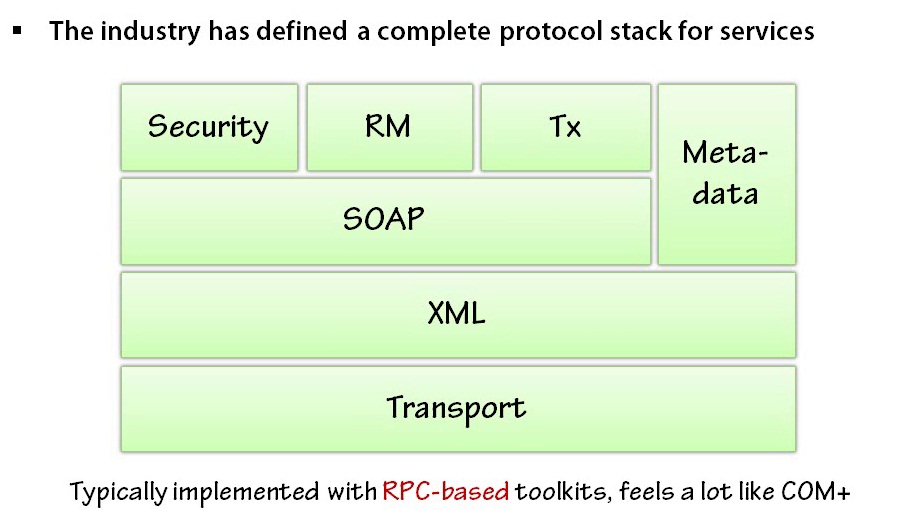 ▪ The industry has defined a complete protocol stack for services
Security RM Tx
Meta-
data
SOAP
XML
Transport
Typically implemented with RPC-based toolkits, feels a lot like COM+